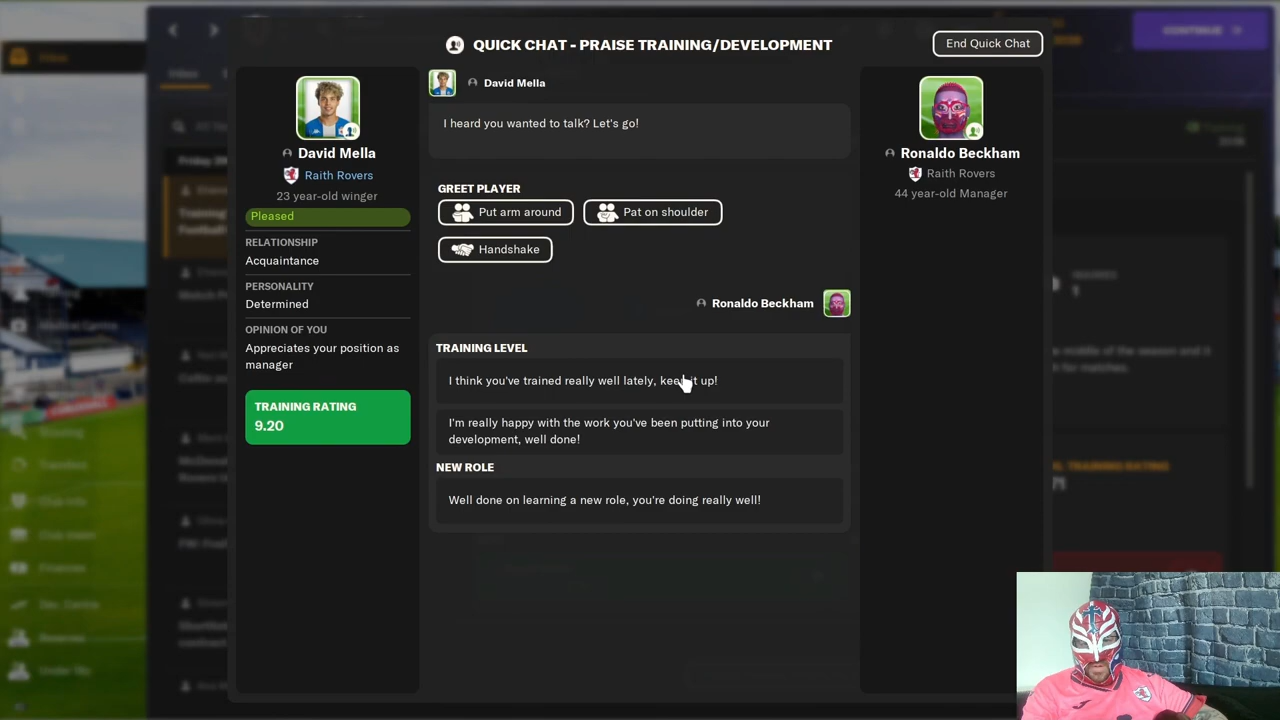 QUICK CHAT - PRAISE TRAINING/DEVELOPMENT
End Quick Chat
David Mella
Raith Rovers
23 year-old winger
Pleased
RELATIONSHIP
Acquaintance
PERSONALITY
Determined
OPINION OF YOU
Appreciates your position as
manager
TRAINING RATING
9.20
David Mella
I heard you wanted to talk? Let's go!
GREET PLAYER
Put arm around
Pat on shoulder
Handshake
Ronaldo Beckham
TRAINING LEVEL
I think you've trained really well lately, keep it up!
I'm really happy with the work you've been putting into your
development, well done!
NEW ROLE
Well done on learning a new role, you're doing really well!
Ronaldo Beckham
Raith Rovers
44 year-old Manager
CONTINUE